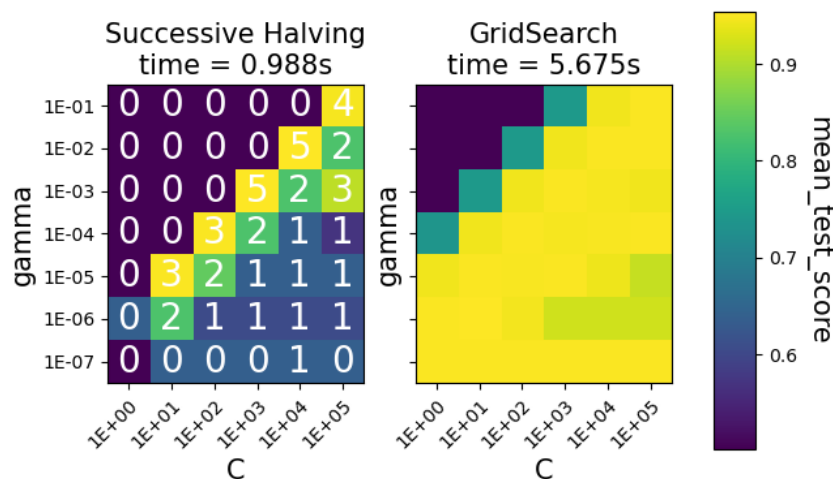 Successive Halving
time = 0.988s
GridSearch
time = 5.675s
gamma
1E-01
0 0 0 0 0 4
1E-02
0 0 0 0 5 2
1E-03
0 0 0 5 2 3
1E-04
0 0 3 2 1 1
1E-05
0 3 2 1 1 1
1E-06
0 2 1 1 1 1
1E-07
0 0 0 0 1 0
1E+00
1E+01
1E+02
1E+03
1E+04
1E+05
C
gamma
1E+00
1E+01
1E+02
1E+03
1E+04
1E+05
C
0.9
0.8
0.7
0.6
mean_test_score